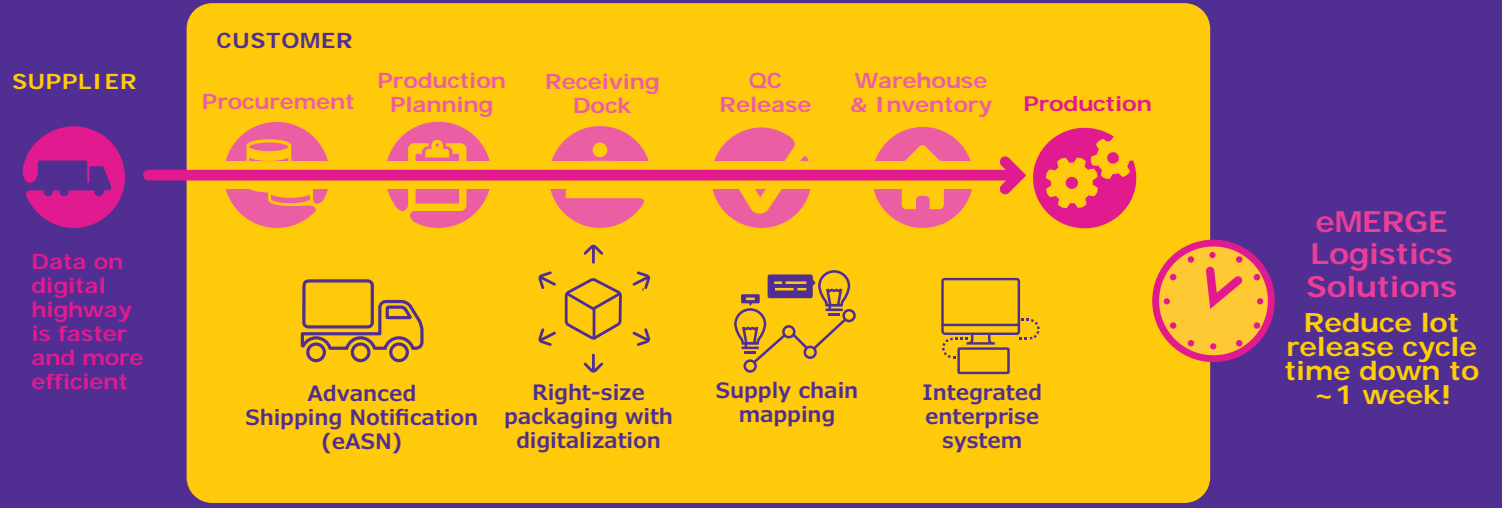 CUSTOMER
SUPPLIER
Procurement
Production
Planning
Receiving
Dock
QC
Release
Warehouse
& Inventory
Production
Data on
digital
highway
is faster
and more
efficient
Advanced
Shipping Notification
(eASN)
Right-size
packaging with
digitalization
Supply chain
mapping
Integrated
enterprise
system
eMERGE
Logistics
Solutions
Reduce lot
release cycle
time down to
~1 week!